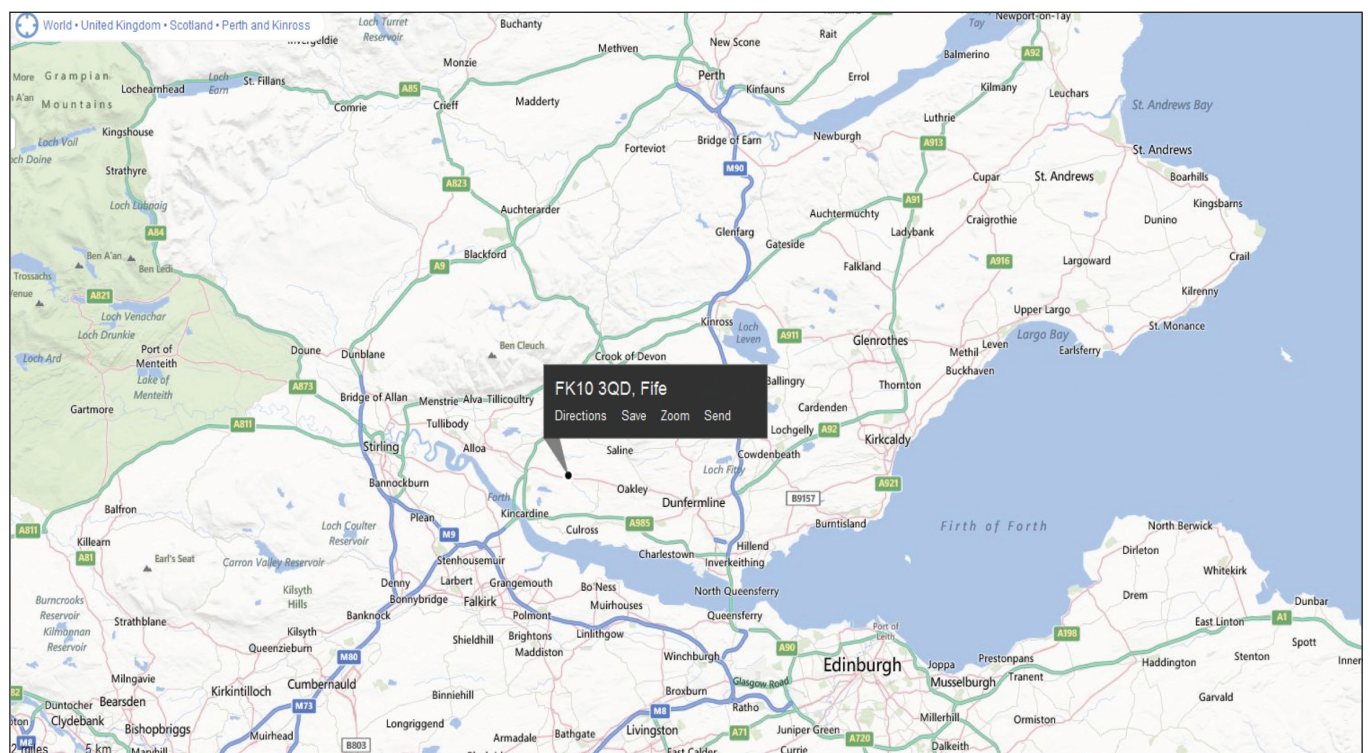 World • United Kingdom • Scotland • Perth and Kinross
Loch Turret
Reservoir
Buchanty
Tay
Newport-on-Tay
Methven
New Scone
Rait
A92
Balmerino
Monzie
More Grampian
Mountains
Lochearnhead
Loch
Earn
St. Fillans
A85
Perth
Kinfauns
Errol
Kilmany
Leuchars
n A'an
Comrie
Crieff
Madderty
St. Andrews Bay
Luthrie
Kingshouse
Loch Voil
Forteviot
Bridge of Earn
Newburgh
A913
och Doine
M90
St. Andrews
Strathyre
A823
Cupar
St. Andrews
Boarhills
Loch Lubnaig
Auchterarder
Auchtermuchty
A91
Craigrothie
Dunino
Kingsbarns
A84
Glenfarg
Gateside
Ladybank
Ben A'an
Ben Ledi
Blackford
A9
Falkland
A916
Largoward
Crail
Trossachs
A821
Kilrenny
Loch Venachar
Kinross
Loch
Leven
A911
Upper Largo
St. Monance
Loch Drunkie
Glenrothes
Largo Bay
Loch Ard
Port of
Menteith
Doune
Dunblane
Ben Cleuch
Crook of Devon
Methil
Leven
Earlsferry
Buckhaven
Lake of
Menteith
A873
FK10 3QD, Fife
Directions Save Zoom Send
Ballingry
Thornton
Gartmore
Bridge of Allan
Menstrie
Alva
Tillicoultry
Cardenden
A811
Tullibody
Lochgelly
A92
Kirkcaldy
Stirling
Alloa
Saline
Cowdenbeath
Loch Fitty
Bannockburn
Oakley
A921
Forth
Dunfermline
B9157
Balfron
Plean
Kincardine
A985
Burntisland
Firth of Forth
North Berwick
A811
Loch Coulter
Reservoir
M9
Culross
Killearn
Hillend
Dirleton
A81
Earl's Seat
Carron Valley Reservoir
Stenhousemuir
Charlestown
Inverkeithing
Whitekirk
Denny
Larbert
Grangemouth
Bo'Ness
North Queensferry
Kilsyth
Hills
Bonnybridge
Falkirk
Muirhouses
Drem
Dunbar
Burncrooks
Reservoir
Banknock
Polmont
Queensferry
East Linton
A1
Strathblane
Kilmannan
Reservoir
Kilsyth
Shieldhill
Brightons
Maddiston
Linlithgow
Port of
Leith
A198
Spott
Queenzieburn
M80
Winchburgh
A90
Edinburgh
Joppa
Prestonpans
Haddington
Stenton
Inner
Milngavie
Cumbernauld
Glasgow Road
Musselburgh
Tranent
Kirkintilloch
Binniehill
Broxburn
Garvald
82
Duntocher
Bearsden
M73
M8
Ratho
Clydebank
Bishopbriggs
Longriggend
Livingston
A71
Juniper Green
Millerhill
Ormiston
M8
Muirhead
B803
Armadale
Bathgate
A720
2 miles
5 km
East Calder
Currie
Dalkeith